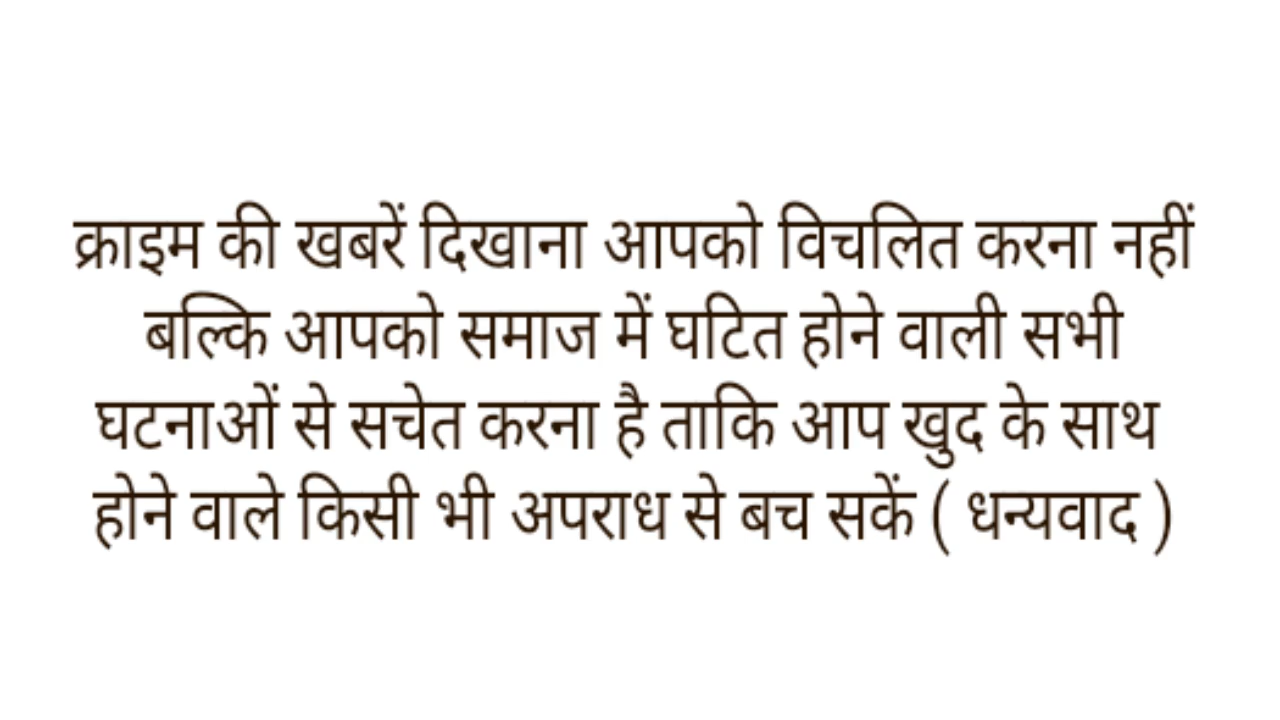 क्राइम की खबरें दिखाना आपको विचलित करना नहीं
बल्कि आपको समाज में घटित होने वाली सभी
घटनाओं से सचेत करना है ताकि आप खुद के साथ
होने वाले किसी भी अपराध से बच सकें ( धन्यवाद )